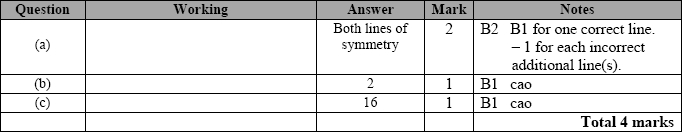 Question Working Answer Mark Notes
(a) Both lines of symmetry 2 B2 B1 for one correct line.
– 1 for each incorrect
additional line(s).
(b) 2 1 B1 cao
(c) 16 1 B1 cao
Total 4 marks